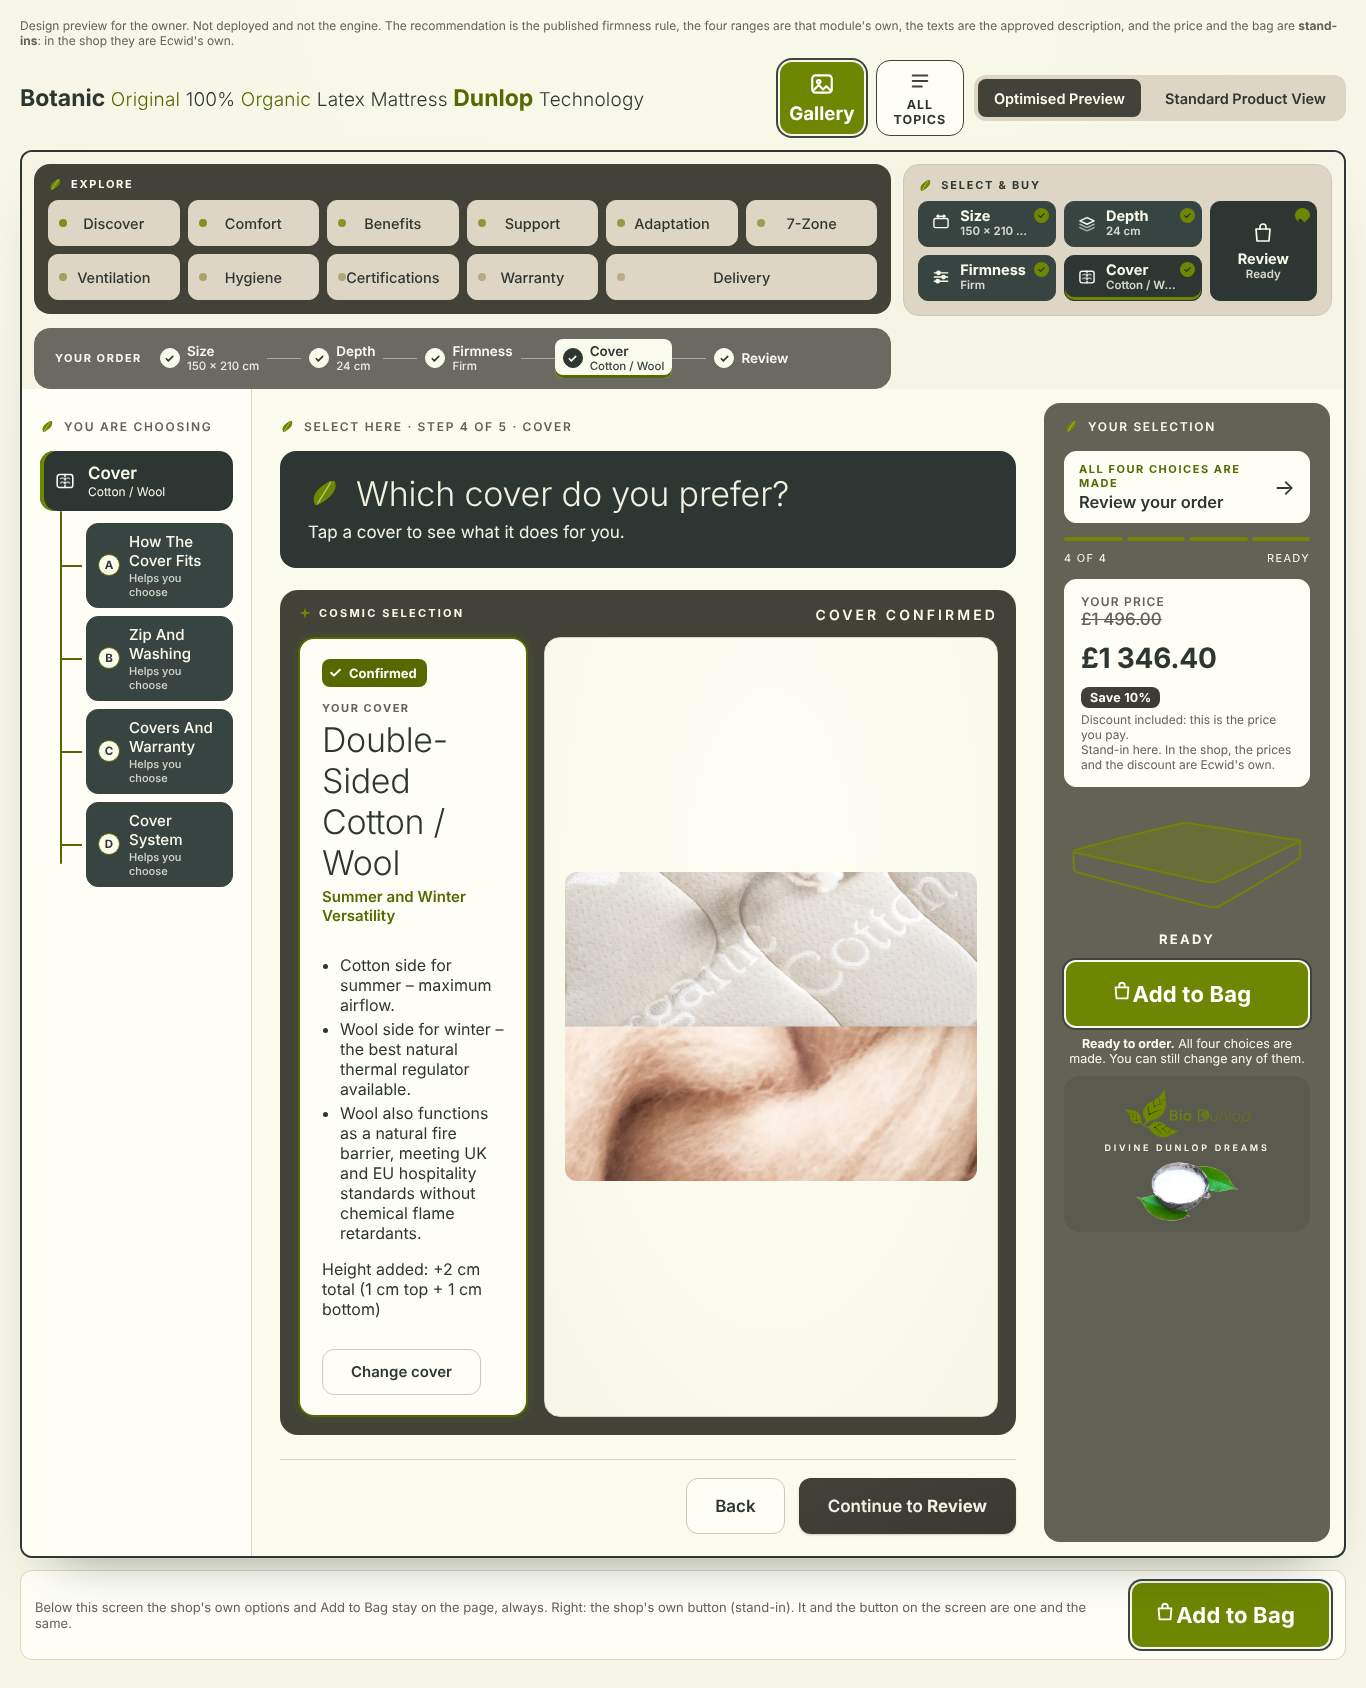 Design preview for the owner. Not deployed and not the engine. The recommendation is the published firmness rule, the four ranges are that module's own, the texts are the approved description, and the price and the bag are stand-
ins: in the shop they are Ecwid's own.
Botanic Original 100% Organic Latex Mattress Dunlop Technology
Gallery
ALL
TOPICS
Optimised Preview
Standard Product View
EXPLORE
Discover
Comfort
Benefits
Support
Adaptation
7-Zone
Ventilation
Hygiene
Certifications
Warranty
Delivery
SELECT & BUY
Size
150 × 210 ...
Depth
24 cm
Firmness
Firm
Cover
Cotton / W...
Review
Ready
YOUR ORDER
Size
150 × 210 cm
Depth
24 cm
Firmness
Firm
Cover
Cotton / Wool
Review
YOU ARE CHOOSING
Cover
Cotton / Wool
A
How The
Cover Fits
Helps you
choose
B
Zip And
Washing
Helps you
choose
C
Covers And
Warranty
Helps you
choose
D
Cover
System
Helps you
choose
SELECT HERE · STEP 4 OF 5 · COVER
Which cover do you prefer?
Tap a cover to see what it does for you.
COSMIC SELECTION
COVER CONFIRMED
Confirmed
YOUR COVER
Double-
Sided
Cotton /
Wool
Summer and Winter
Versatility
• Cotton side for
summer – maximum
airflow.
• Wool side for winter –
the best natural
thermal regulator
available.
• Wool also functions
as a natural fire
barrier, meeting UK
and EU hospitality
standards without
chemical flame
retardants.
Height added: +2 cm
total (1 cm top + 1 cm
bottom)
Change cover
Cotton
Back
Continue to Review
YOUR SELECTION
ALL FOUR CHOICES ARE
MADE
Review your order
4 OF 4
READY
YOUR PRICE
£1 496.00
£1 346.40
Save 10%
Discount included: this is the price
you pay.
Stand-in here. In the shop, the prices
and the discount are Ecwid's own.
READY
Add to Bag
Ready to order. All four choices are
made. You can still change any of them.
Bio Dunlop
DIVINE DUNLOP DREAMS
Below this screen the shop's own options and Add to Bag stay on the page, always. Right: the shop's own button (stand-in). It and the button on the screen are one and the
same.
Add to Bag